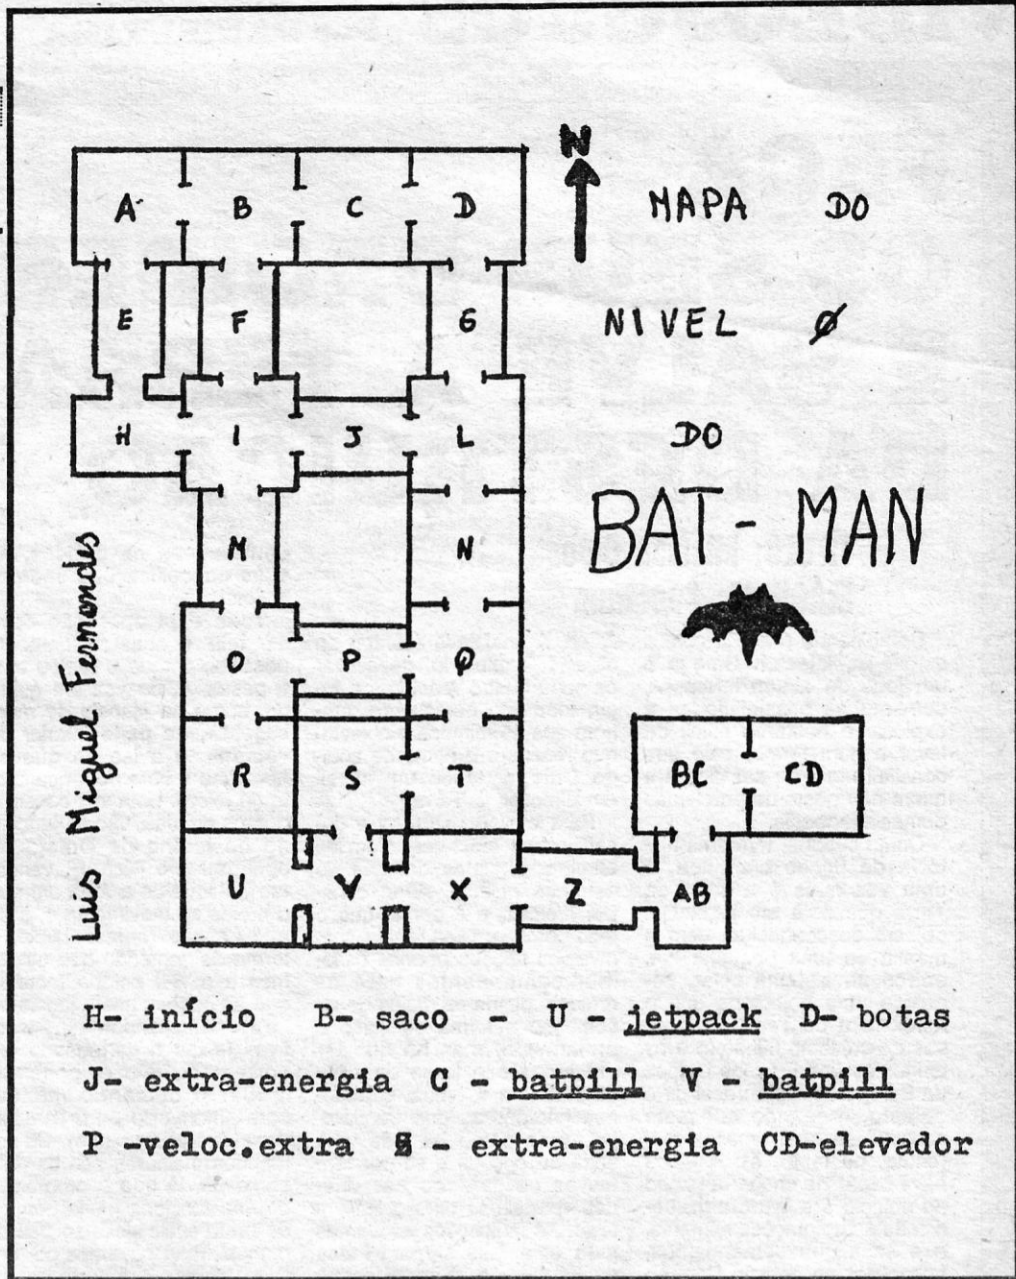 N
A B C D
MAPA DO
E F G
NIVEL Ø
H I J L
DO
BAT - MAN
M N
Luis Miguel Fernandes
O P Q
R S T
BC CD
U V X Z AB
H- início B- saco - U - jetpack D- botas
J- extra-energia C - batpill V - batpill
P -veloc.extra S - extra-energia CD-elevador